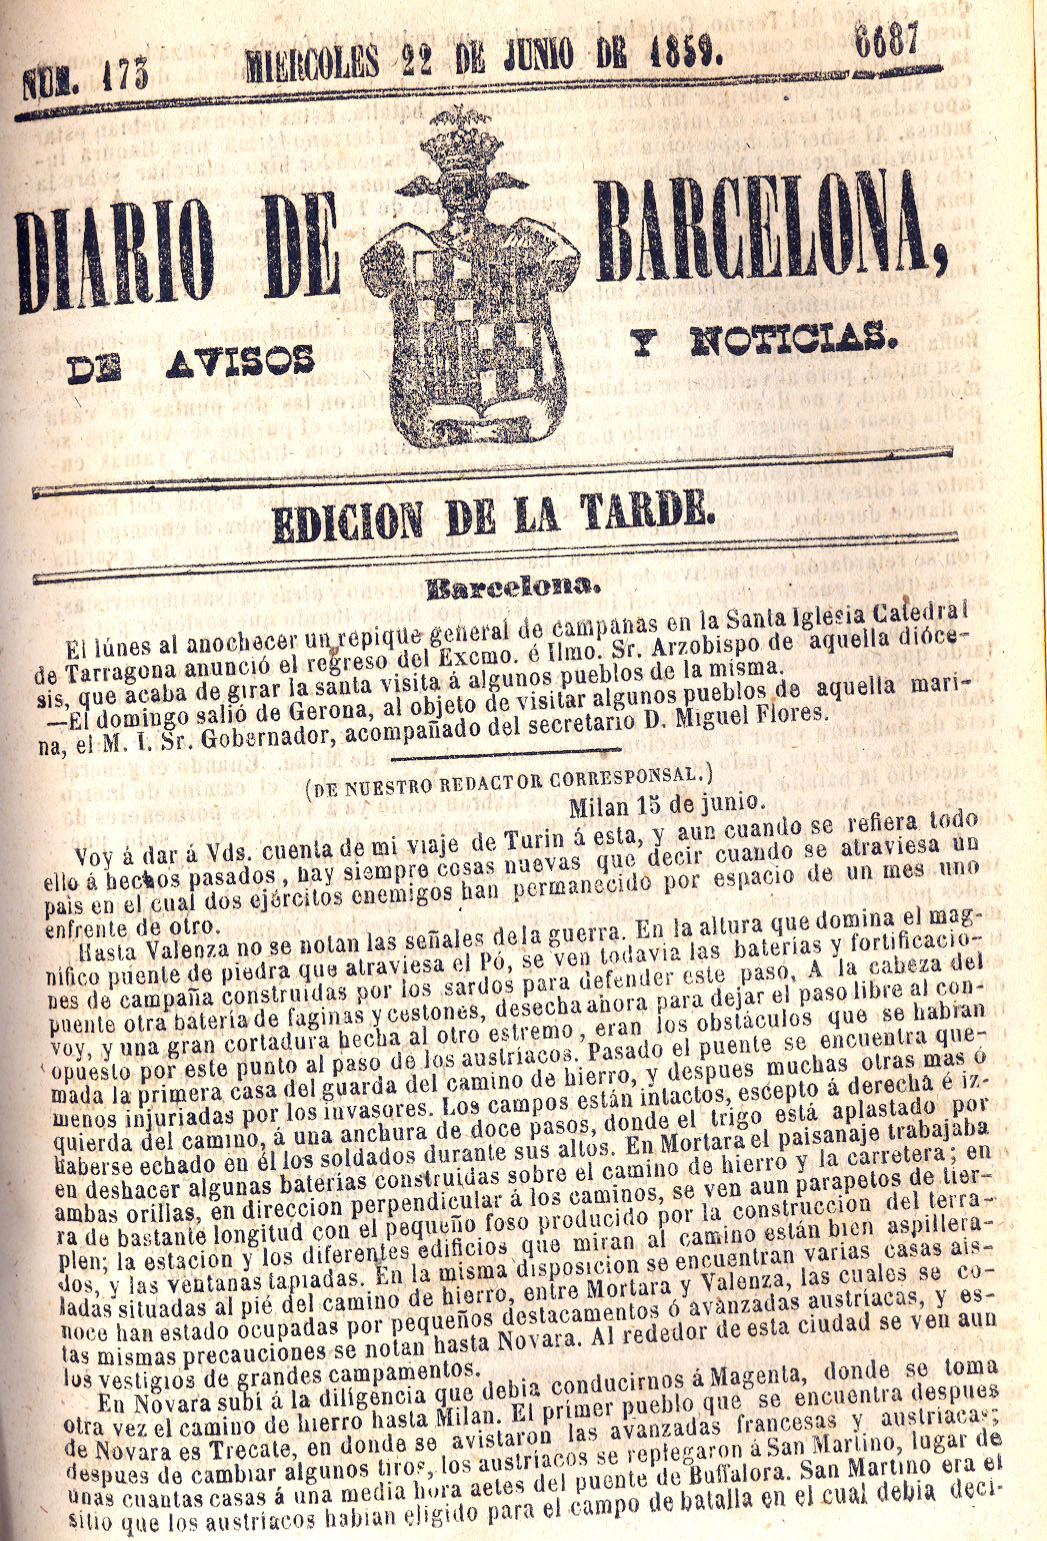 NUM. 173 MIERCOLES 22 DE JUNIO DE 1859. 6687
DIARIO DE BARCELONA,
DE AVISOS Y NOTICIAS.
EDICION DE LA TARDE.
Barcelona.
El lúnes al anochecer un repique general de campanas en la Santa Iglesia Catedral
de Tarragona anunció el regreso del Excmo. é Ilmo. Sr. Arzobispo de aquella dióce-
sis, que acaba de girar la santa visita á algunos pueblos de la misma.
—El domingo salió de Gerona, al objeto de visitar algunos pueblos de aquella mari-
na, el M. I. Sr. Gobernador, acompañado del secretario D. Miguel Flores.
(DE NUESTRO REDACTOR CORRESPONSAL.)
Milan 15 de junio.
Voy á dar á Vds. cuenta de mi viaje de Turin á esta, y aun cuando se refiera todo
ello á hechos pasados, hay siempre cosas nuevas que decir cuando se atraviesa un
pais en el cual dos ejércitos enemigos han permanecido por espacio de un mes uno
enfrente de otro.
Hasta Valenza no se notan las señales de la guerra. En la altura que domina el mag-
nífico puente de piedra que atraviesa el Pó, se ven todavia las baterías y fortificacio-
nes de campaña construidas por los sardos para defender este paso. A la cabeza del
puente otra batería de faginas y cestones, desecha ahora para dejar el paso libre al con-
voy, y una gran cortadura hecha al otro estremo, eran los obstáculos que se habian
opuesto por este punto al paso de los austríacos. Pasado el puente se encuentra que-
mada la primera casa del guarda del camino de hierro, y despues muchas otras mas ó
menos injuriadas por los invasores. Los campos están intactos, escepto á derecha é iz-
quierda del camino, á una anchura de doce pasos, donde el trigo está aplastado por
haberse echado en él los soldados durante sus altos. En Mortara el paisanaje trabajaba
en deshacer algunas baterías construidas sobre el camino de hierro y la carretera; en
ambas orillas, en direccion perpendicular á los caminos, se ven aun parapetos de tier-
ra de bastante longitud con el pequeño foso producido por la construccion del terra-
plen; la estacion y los diferentes edificios que miran al camino están bien aspillera-
dos, y las ventanas tapiadas. En la misma disposicion se encuentran varias casas ais-
ladas situadas al pié del camino de hierro, entre Mortara y Valenza, las cuales se co-
noce han estado ocupadas por pequeños destacamentos ó avanzadas austríacas, y es-
tas mismas precauciones se notan hasta Novara. Al rededor de esta ciudad se ven aun
los vestigios de grandes campamentos.
En Novara subí á la diligencia que debia conducirnos á Magenta, donde se toma
otra vez el camino de hierro hasta Milan. El primer pueblo que se encuentra despues
de Novara es Trecate, en donde se avistaron las avanzadas francesas y austriacas;
despues de cambiar algunos tiros, los austríacos se replegaron á San Martino, lugar de
unas cuantas casas á una media hora aetes del puente de Buffalora. San Martino era el
sitio que los austríacos habian eligido para el campo de batalla en el cual debia deci-